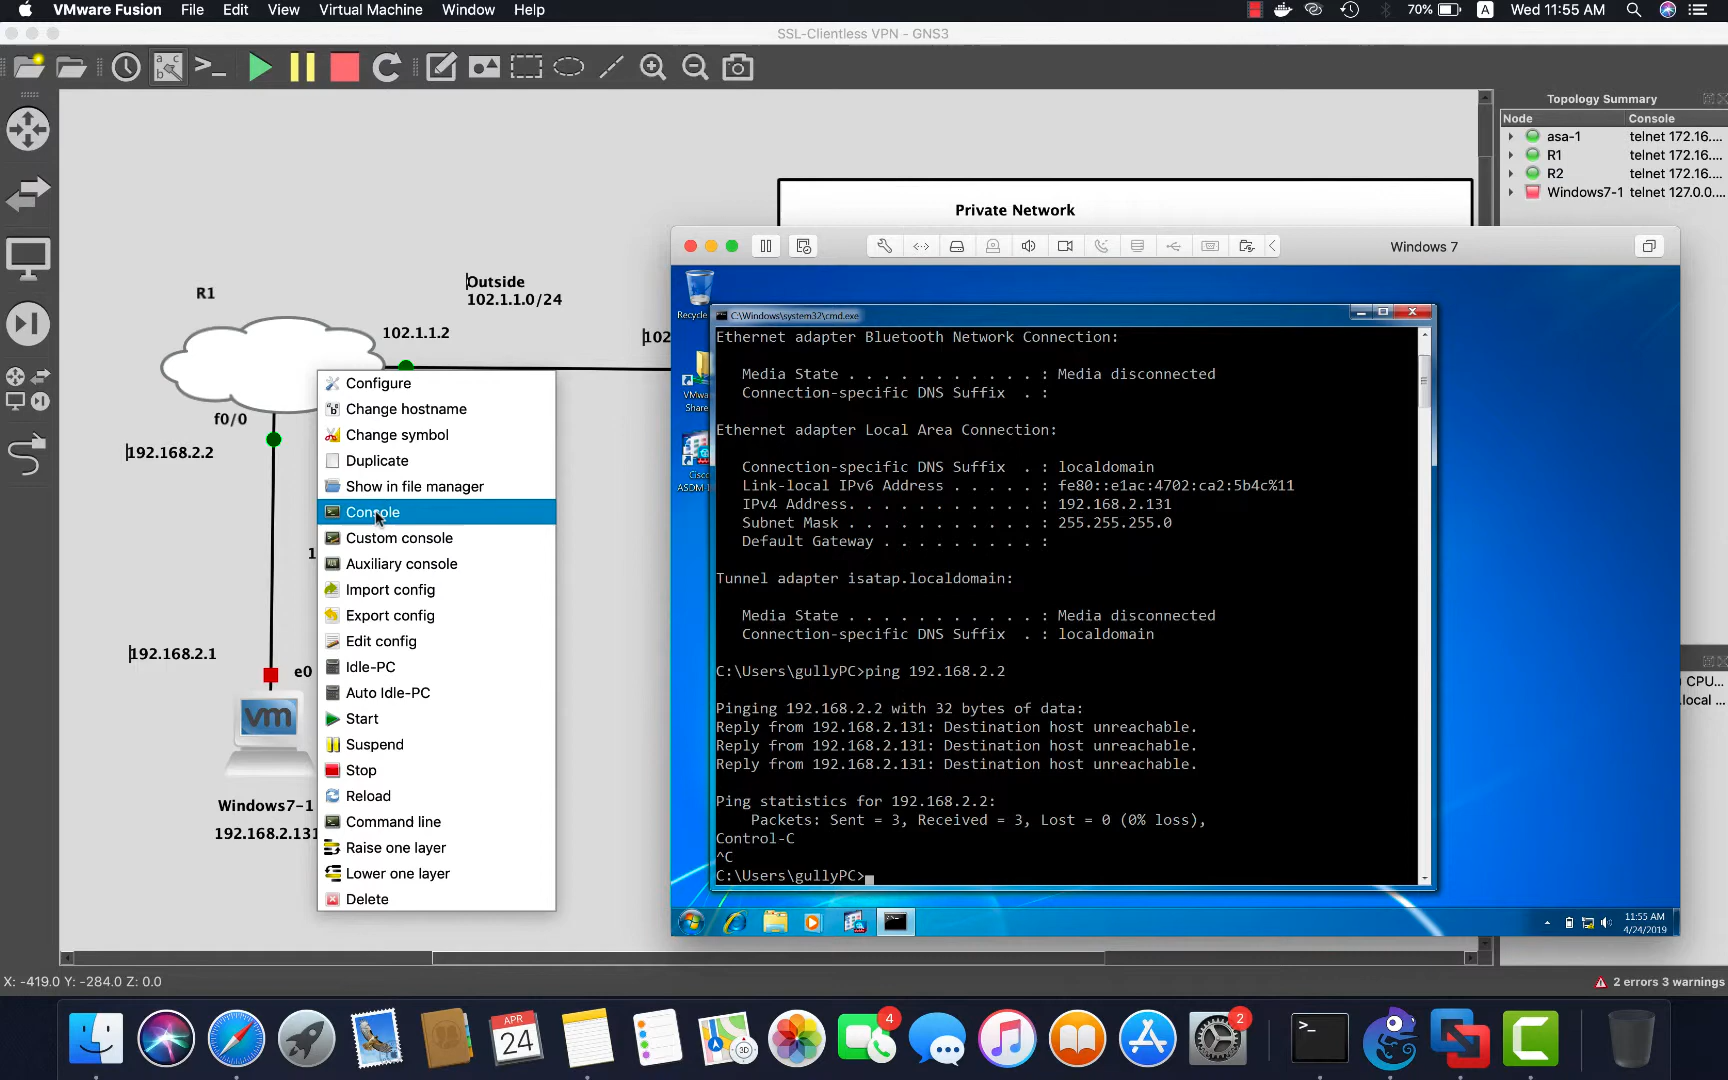 VMware Fusion File Edit View Virtual Machine Window Help
70% A Wed 11:55 AM
SSL-Clientless VPN - GNS3
Topology Summary
Node Console
asa-1 telnet 172.16....
R1 telnet 172.16....
R2 telnet 172.16....
Windows7-1 telnet 127.0.0...
Private Network
Windows 7
Outside
102.1.1.0/24
R1
102.1.1.2
102
f0/0
192.168.2.2
1
192.168.2.1
e0
vm
Windows7-1
192.168.2.131
Configure
Change hostname
Change symbol
Duplicate
Show in file manager
Console
Custom console
Auxiliary console
Import config
Export config
Edit config
Idle-PC
Auto Idle-PC
Start
Suspend
Stop
Reload
Command line
Raise one layer
Lower one layer
Delete
Recycle
VMw
Share
Cisc
ASDM-
C:\Windows\system32\cmd.exe
Ethernet adapter Bluetooth Network Connection:
Media State . . . . . . . . . . . : Media disconnected
Connection-specific DNS Suffix . :
Ethernet adapter Local Area Connection:
Connection-specific DNS Suffix . : localdomain
Link-local IPv6 Address . . . . . : fe80::e1ac:4702:ca2:5b4c%11
IPv4 Address. . . . . . . . . . . : 192.168.2.131
Subnet Mask . . . . . . . . . . . : 255.255.255.0
Default Gateway . . . . . . . . . :
Tunnel adapter isatap.localdomain:
Media State . . . . . . . . . . . : Media disconnected
Connection-specific DNS Suffix . : localdomain
C:\Users\gullyPC>ping 192.168.2.2
Pinging 192.168.2.2 with 32 bytes of data:
Reply from 192.168.2.131: Destination host unreachable.
Reply from 192.168.2.131: Destination host unreachable.
Reply from 192.168.2.131: Destination host unreachable.
Ping statistics for 192.168.2.2:
Packets: Sent = 3, Received = 3, Lost = 0 (0% loss),
Control-C
^C
C:\Users\gullyPC>
11:55 AM
4/24/2019
CPU...
.local ...
X: -419.0 Y: -284.0 Z: 0.0
2 errors 3 warnings
APR
24
3D
4
2